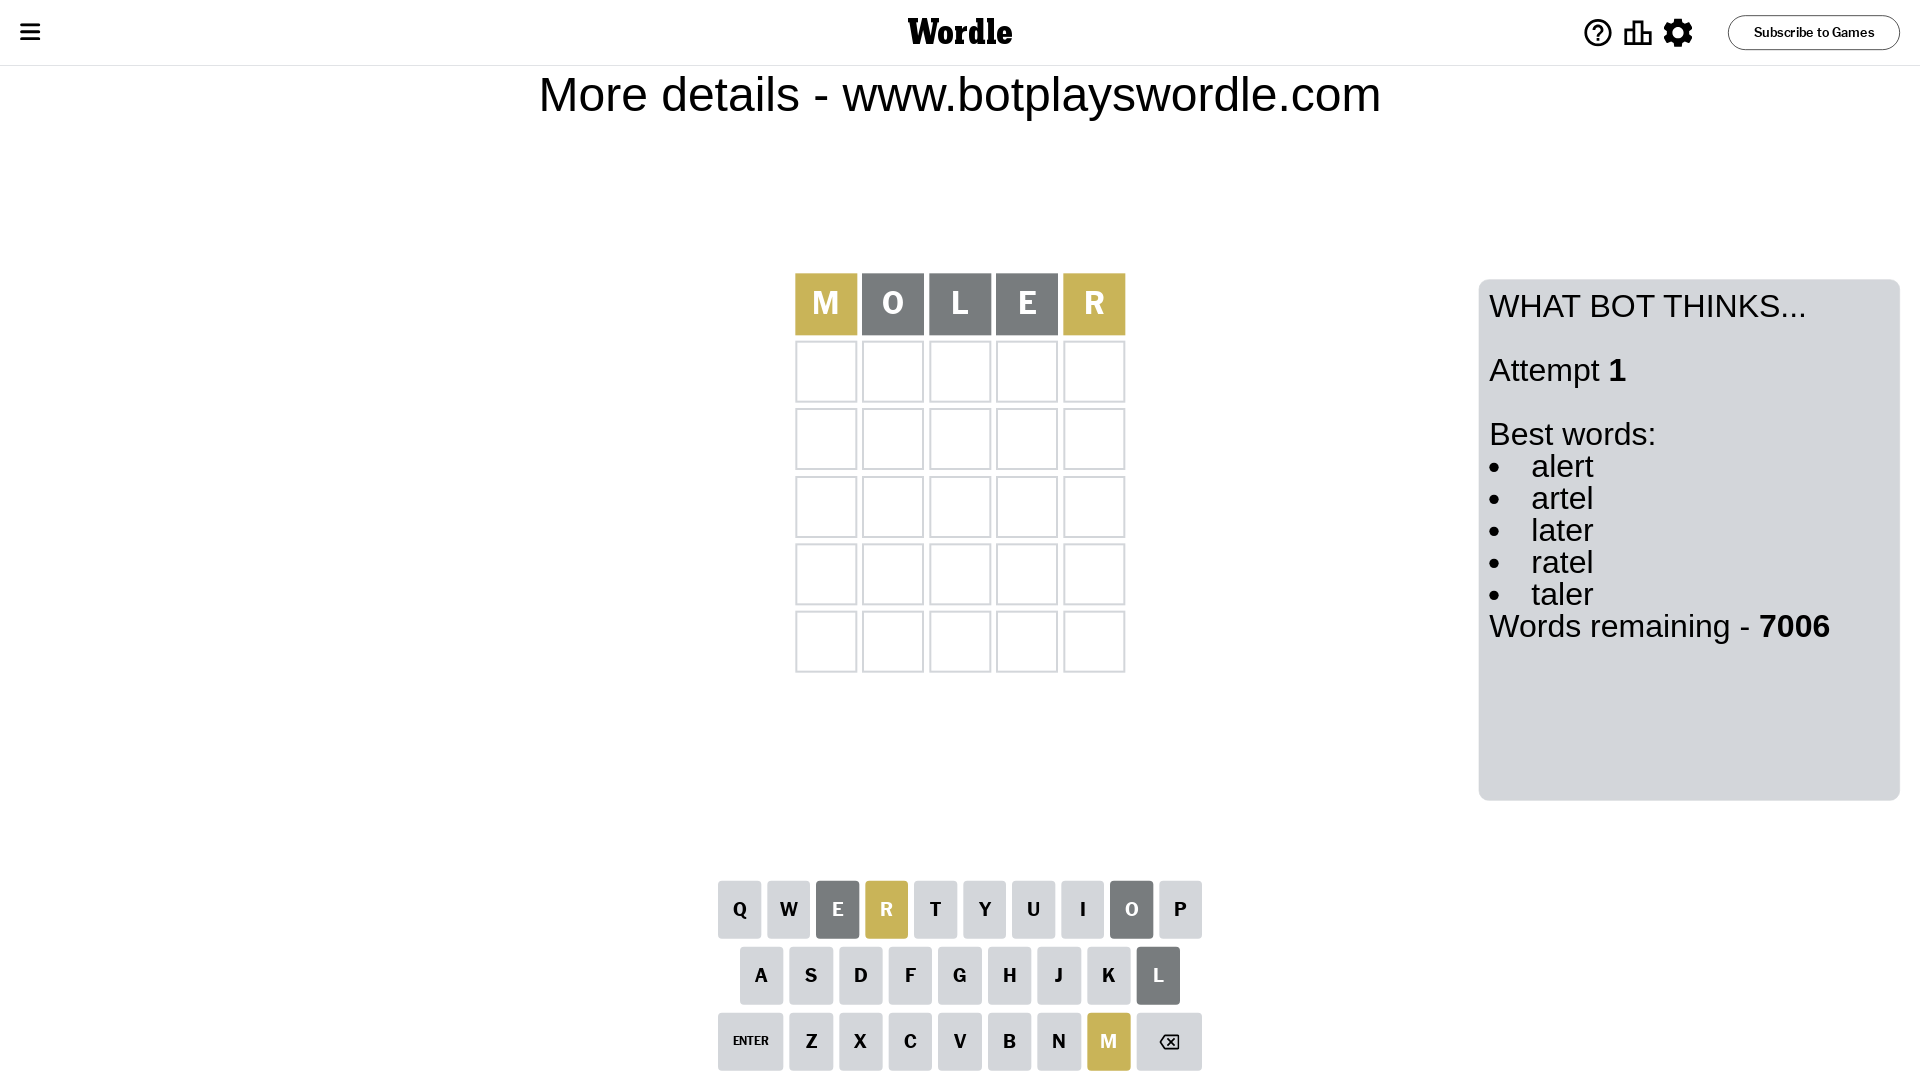 Wordle
Subscribe to Games
More details - www.botplayswordle.com
M O L E R
WHAT BOT THINKS...
Attempt 1
Best words:
• alert
• artel
• later
• ratel
• taler
Words remaining - 7006
Q W E R T Y U I O P
A S D F G H J K L
ENTER Z X C V B N M